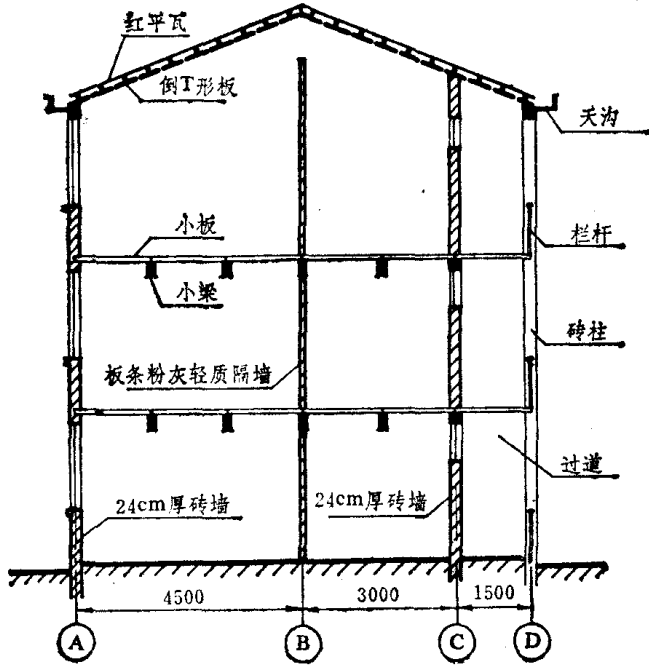 红平瓦
倒T形板
天沟
小板
栏杆
小梁
砖柱
板条粉灰轻质隔墙
过道
24cm厚砖墙
24cm厚砖墙
4500
3000
1500
A
B
C
D